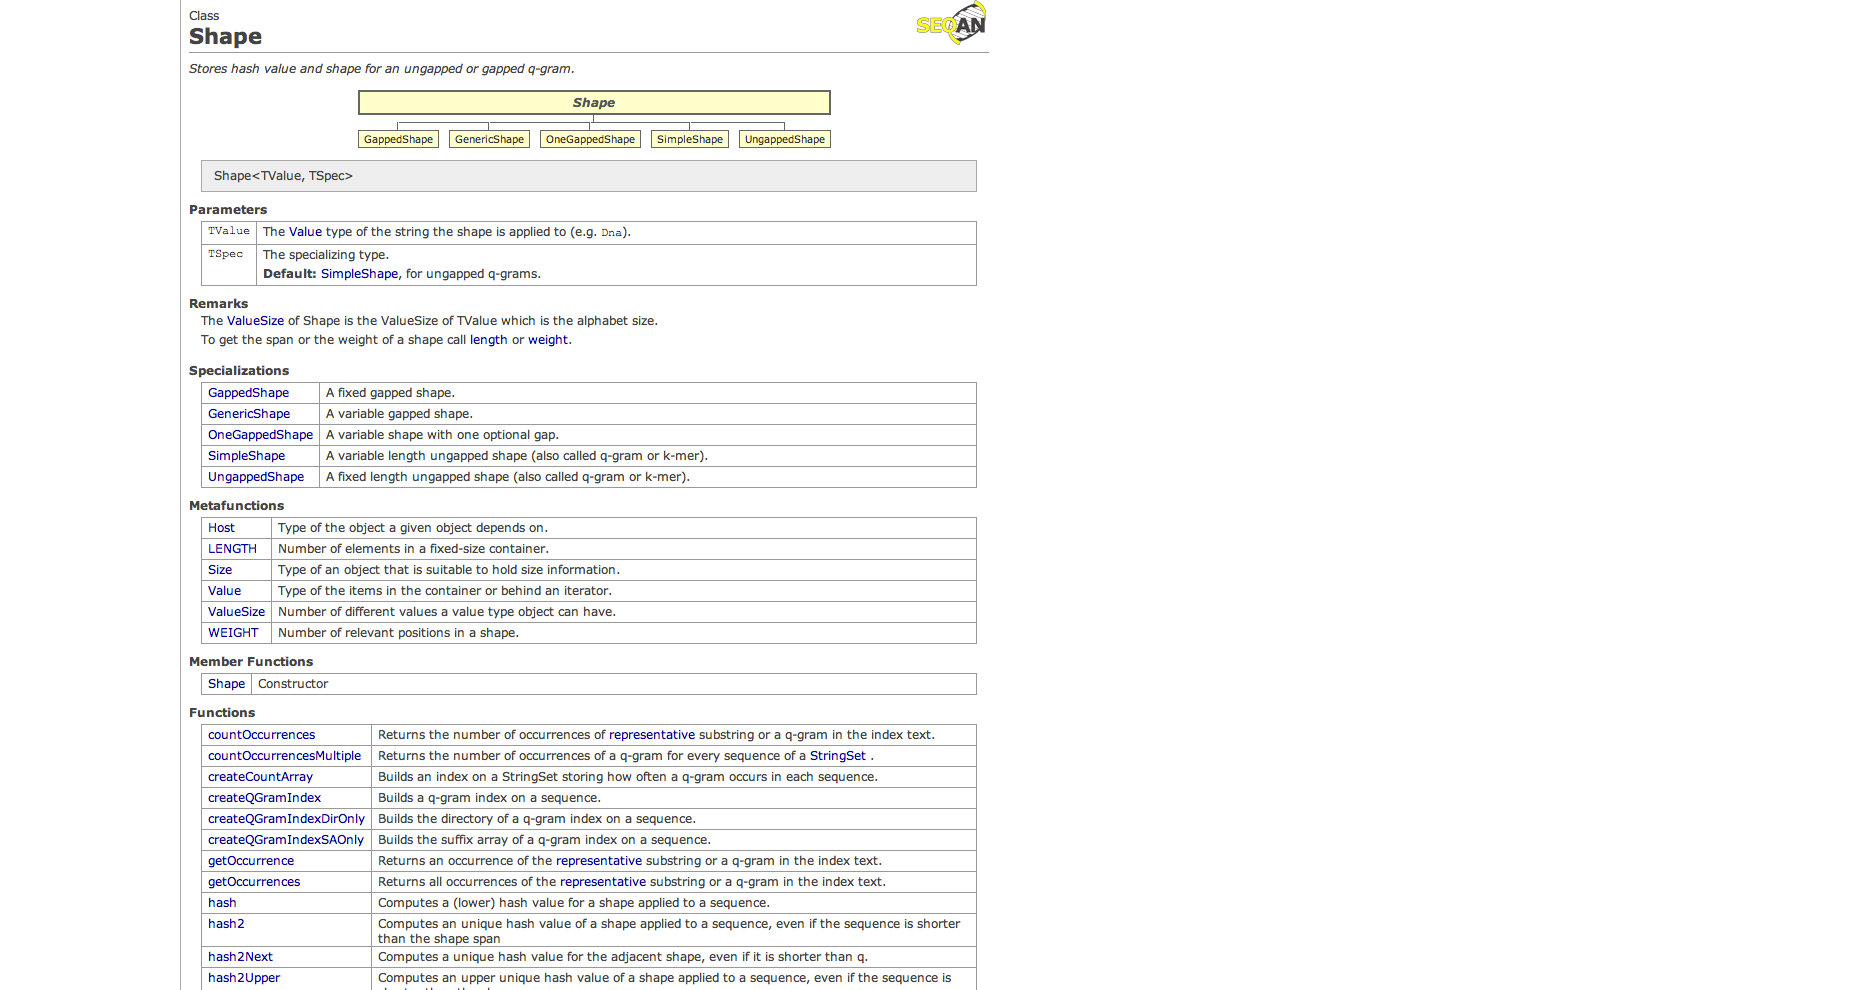 Class
Shape
SEQAN
Stores hash value and shape for an ungapped or gapped q-gram.
Shape
GappedShape GenericShape OneGappedShape SimpleShape UngappedShape
Shape<TValue, TSpec>
Parameters
TValue The Value type of the string the shape is applied to (e.g. Dna).
TSpec The specializing type.
Default: SimpleShape, for ungapped q-grams.
Remarks
The ValueSize of Shape is the ValueSize of TValue which is the alphabet size.
To get the span or the weight of a shape call length or weight.
Specializations
GappedShape A fixed gapped shape.
GenericShape A variable gapped shape.
OneGappedShape A variable shape with one optional gap.
SimpleShape A variable length ungapped shape (also called q-gram or k-mer).
UngappedShape A fixed length ungapped shape (also called q-gram or k-mer).
Metafunctions
Host Type of the object a given object depends on.
LENGTH Number of elements in a fixed-size container.
Size Type of an object that is suitable to hold size information.
Value Type of the items in the container or behind an iterator.
ValueSize Number of different values a value type object can have.
WEIGHT Number of relevant positions in a shape.
Member Functions
Shape Constructor
Functions
countOccurrences Returns the number of occurrences of representative substring or a q-gram in the index text.
countOccurrencesMultiple Returns the number of occurrences of a q-gram for every sequence of a StringSet .
createCountArray Builds an index on a StringSet storing how often a q-gram occurs in each sequence.
createQGramIndex Builds a q-gram index on a sequence.
createQGramIndexDirOnly Builds the directory of a q-gram index on a sequence.
createQGramIndexSAOnly Builds the suffix array of a q-gram index on a sequence.
getOccurrence Returns an occurrence of the representative substring or a q-gram in the index text.
getOccurrences Returns all occurrences of the representative substring or a q-gram in the index text.
hash Computes a (lower) hash value for a shape applied to a sequence.
hash2 Computes an unique hash value of a shape applied to a sequence, even if the sequence is shorter
than the shape span
hash2Next Computes a unique hash value for the adjacent shape, even if it is shorter than q.
hash2Upper Computes an upper unique hash value of a shape applied to a sequence, even if the sequence is